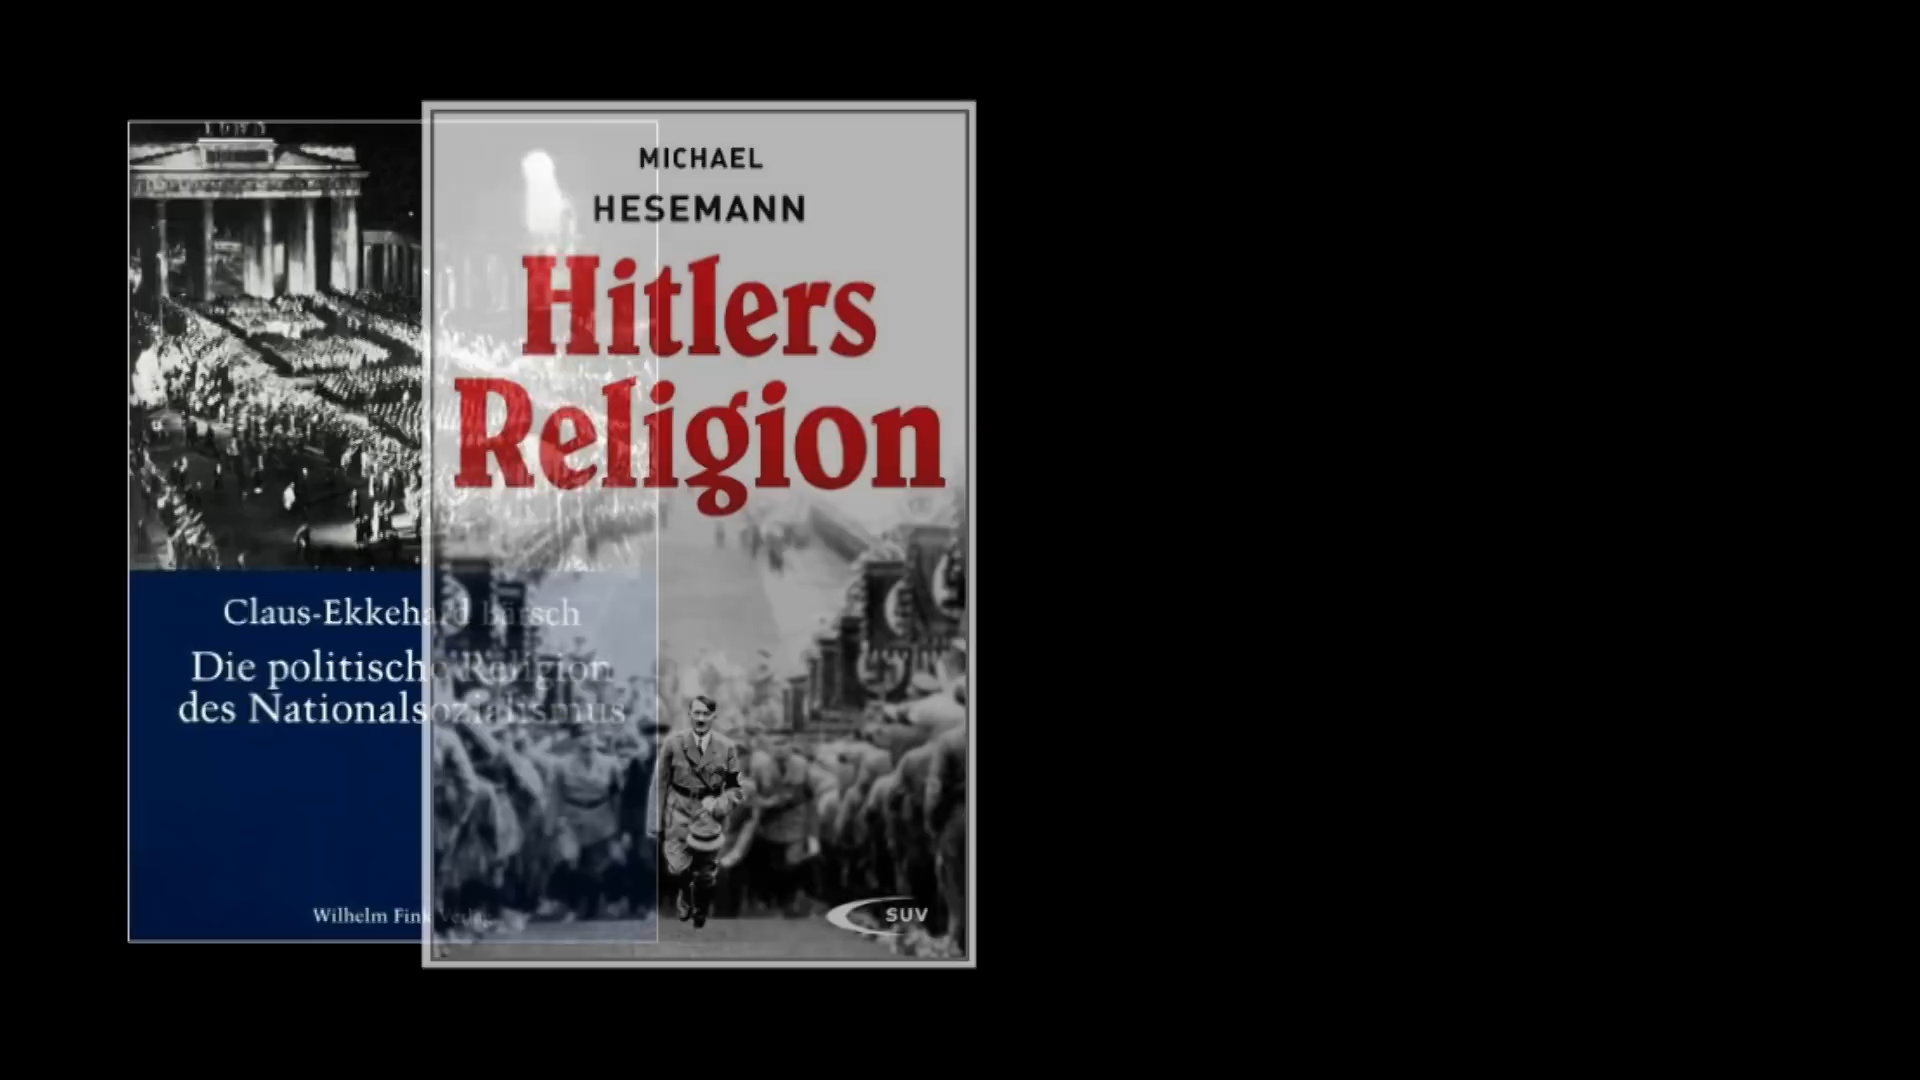 MICHAEL
HESEMANN
Hitlers
Religion
SUV
Claus-Ekkehard Bärsch
Die politische Religion
des Nationalsozialismus
Wilhelm Fink Verlag